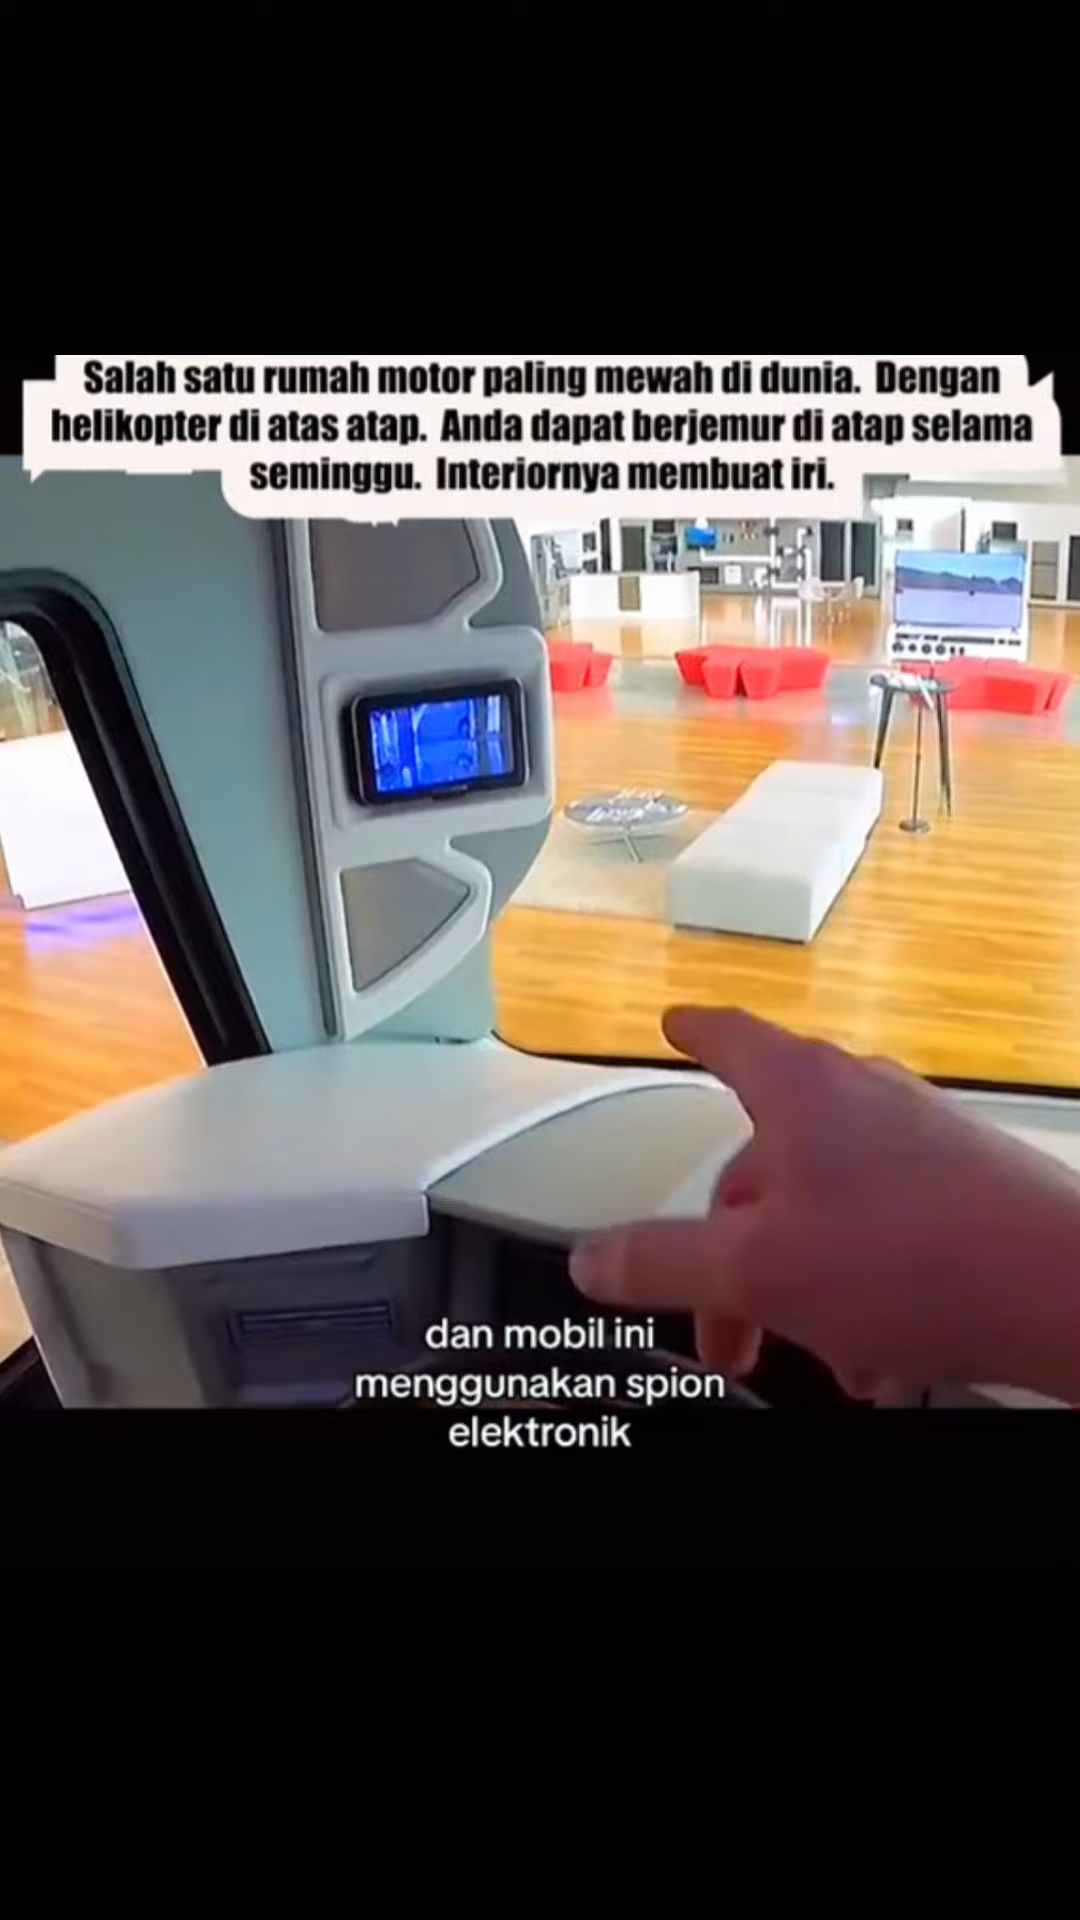 Salah satu rumah motor paling mewah di dunia. Dengan
helikopter di atas atap. Anda dapat berjemur di atap selama
seminggu. Interiornya membuat iri.
dan mobil ini
menggunakan spion
elektronik